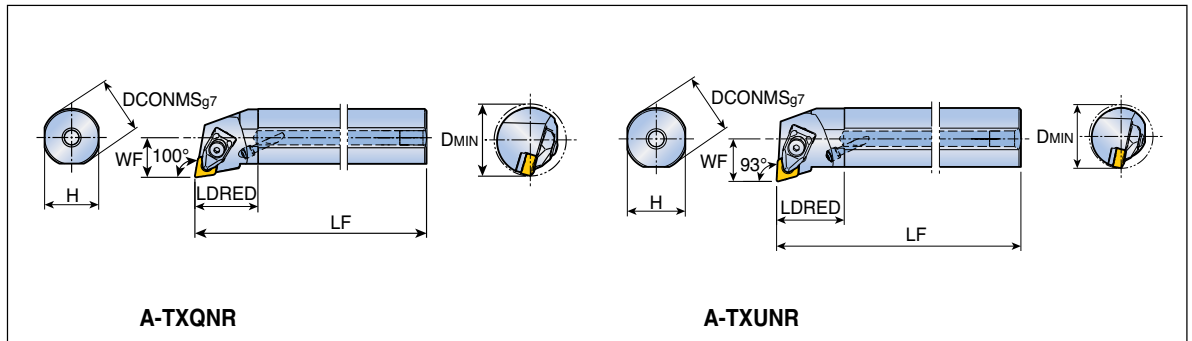 DCONMSg7
WF
100°
H
LDRED
LF
DMIN
A-TXQNR
DCONMSg7
WF
93°
H
LDRED
LF
DMIN
A-TXUNR